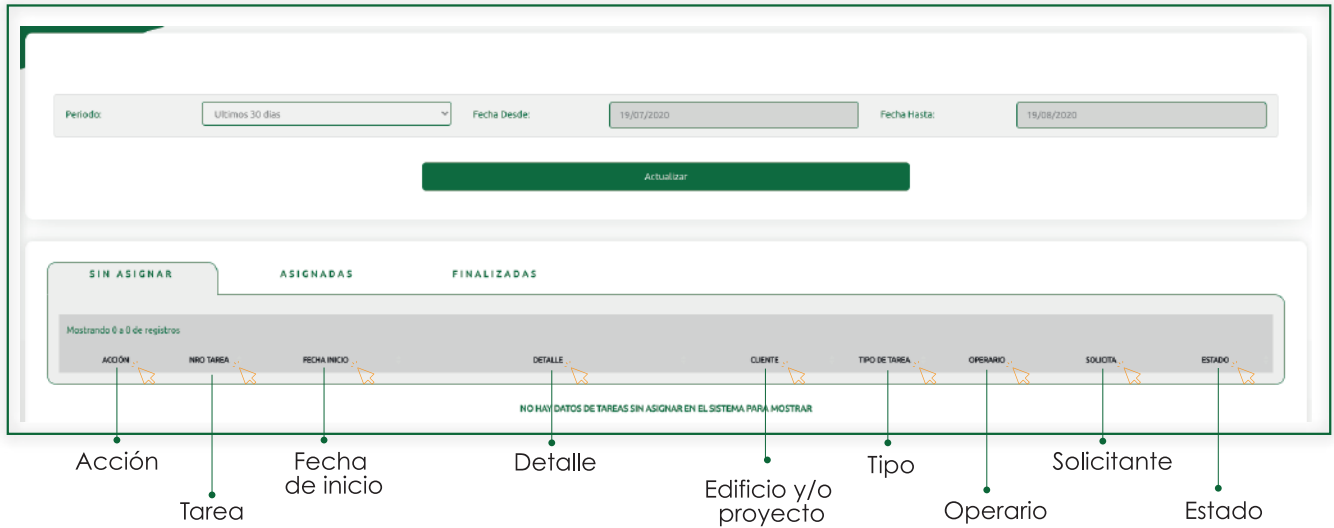 Periodo: Ultimos 30 días Fecha Desde: 19/07/2020 Fecha Hasta: 19/08/2020
Actualizar
SIN ASIGNAR ASIGNADAS FINALIZADAS
Mostrando 0 a 0 de registros
ACCIÓN NRO TAREA FECHA INICIO DETALLE CLIENTE TIPO DE TAREA OPERARIO SOLICITA ESTADO
NO HAY DATOS DE TAREAS SIN ASIGNAR EN EL SISTEMA PARA MOSTRAR
Acción
Tarea
Fecha
de inicio
Detalle
Edificio y/o
proyecto
Tipo
Operario
Solicitante
Estado